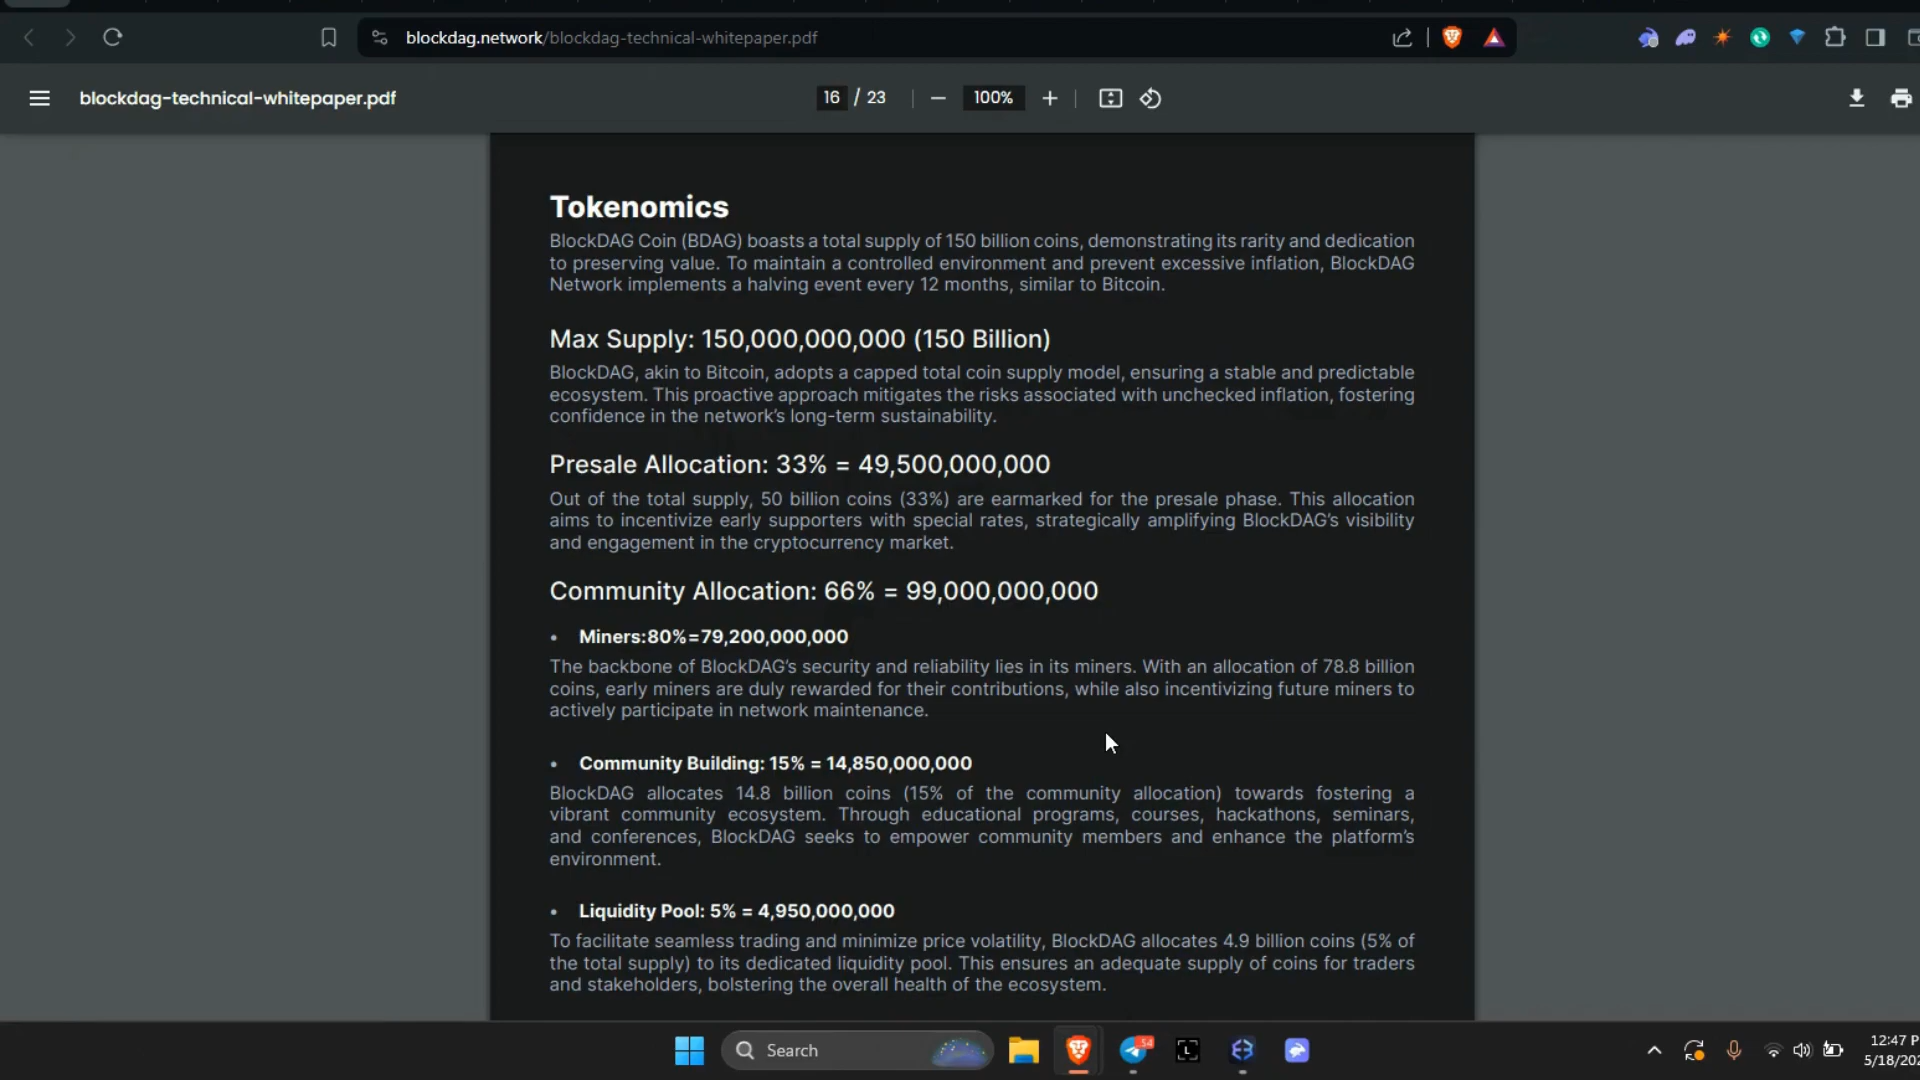 blockdag.network/blockdag-technical-whitepaper.pdf
blockdag-technical-whitepaper.pdf
16 / 23
100%
Tokenomics
BlockDAG Coin (BDAG) boasts a total supply of 150 billion coins, demonstrating its rarity and dedication
to preserving value. To maintain a controlled environment and prevent excessive inflation, BlockDAG
Network implements a halving event every 12 months, similar to Bitcoin.
Max Supply: 150,000,000,000 (150 Billion)
BlockDAG, akin to Bitcoin, adopts a capped total coin supply model, ensuring a stable and predictable
ecosystem. This proactive approach mitigates the risks associated with unchecked inflation, fostering
confidence in the network's long-term sustainability.
Presale Allocation: 33% = 49,500,000,000
Out of the total supply, 50 billion coins (33%) are earmarked for the presale phase. This allocation
aims to incentivize early supporters with special rates, strategically amplifying BlockDAG's visibility
and engagement in the cryptocurrency market.
Community Allocation: 66% = 99,000,000,000
• Miners:80%=79,200,000,000
The backbone of BlockDAG's security and reliability lies in its miners. With an allocation of 78.8 billion
coins, early miners are duly rewarded for their contributions, while also incentivizing future miners to
actively participate in network maintenance.
• Community Building: 15% = 14,850,000,000
BlockDAG allocates 14.8 billion coins (15% of the community allocation) towards fostering a
vibrant community ecosystem. Through educational programs, courses, hackathons, seminars,
and conferences, BlockDAG seeks to empower community members and enhance the platform's
environment.
• Liquidity Pool: 5% = 4,950,000,000
To facilitate seamless trading and minimize price volatility, BlockDAG allocates 4.9 billion coins (5% of
the total supply) to its dedicated liquidity pool. This ensures an adequate supply of coins for traders
and stakeholders, bolstering the overall health of the ecosystem.
Search
54
L
12:47 P
5/18/202